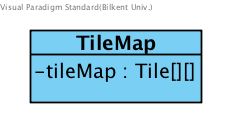 Visual Paradigm Standard(Bilkent Univ.)
TileMap
-tileMap : Tile[][]